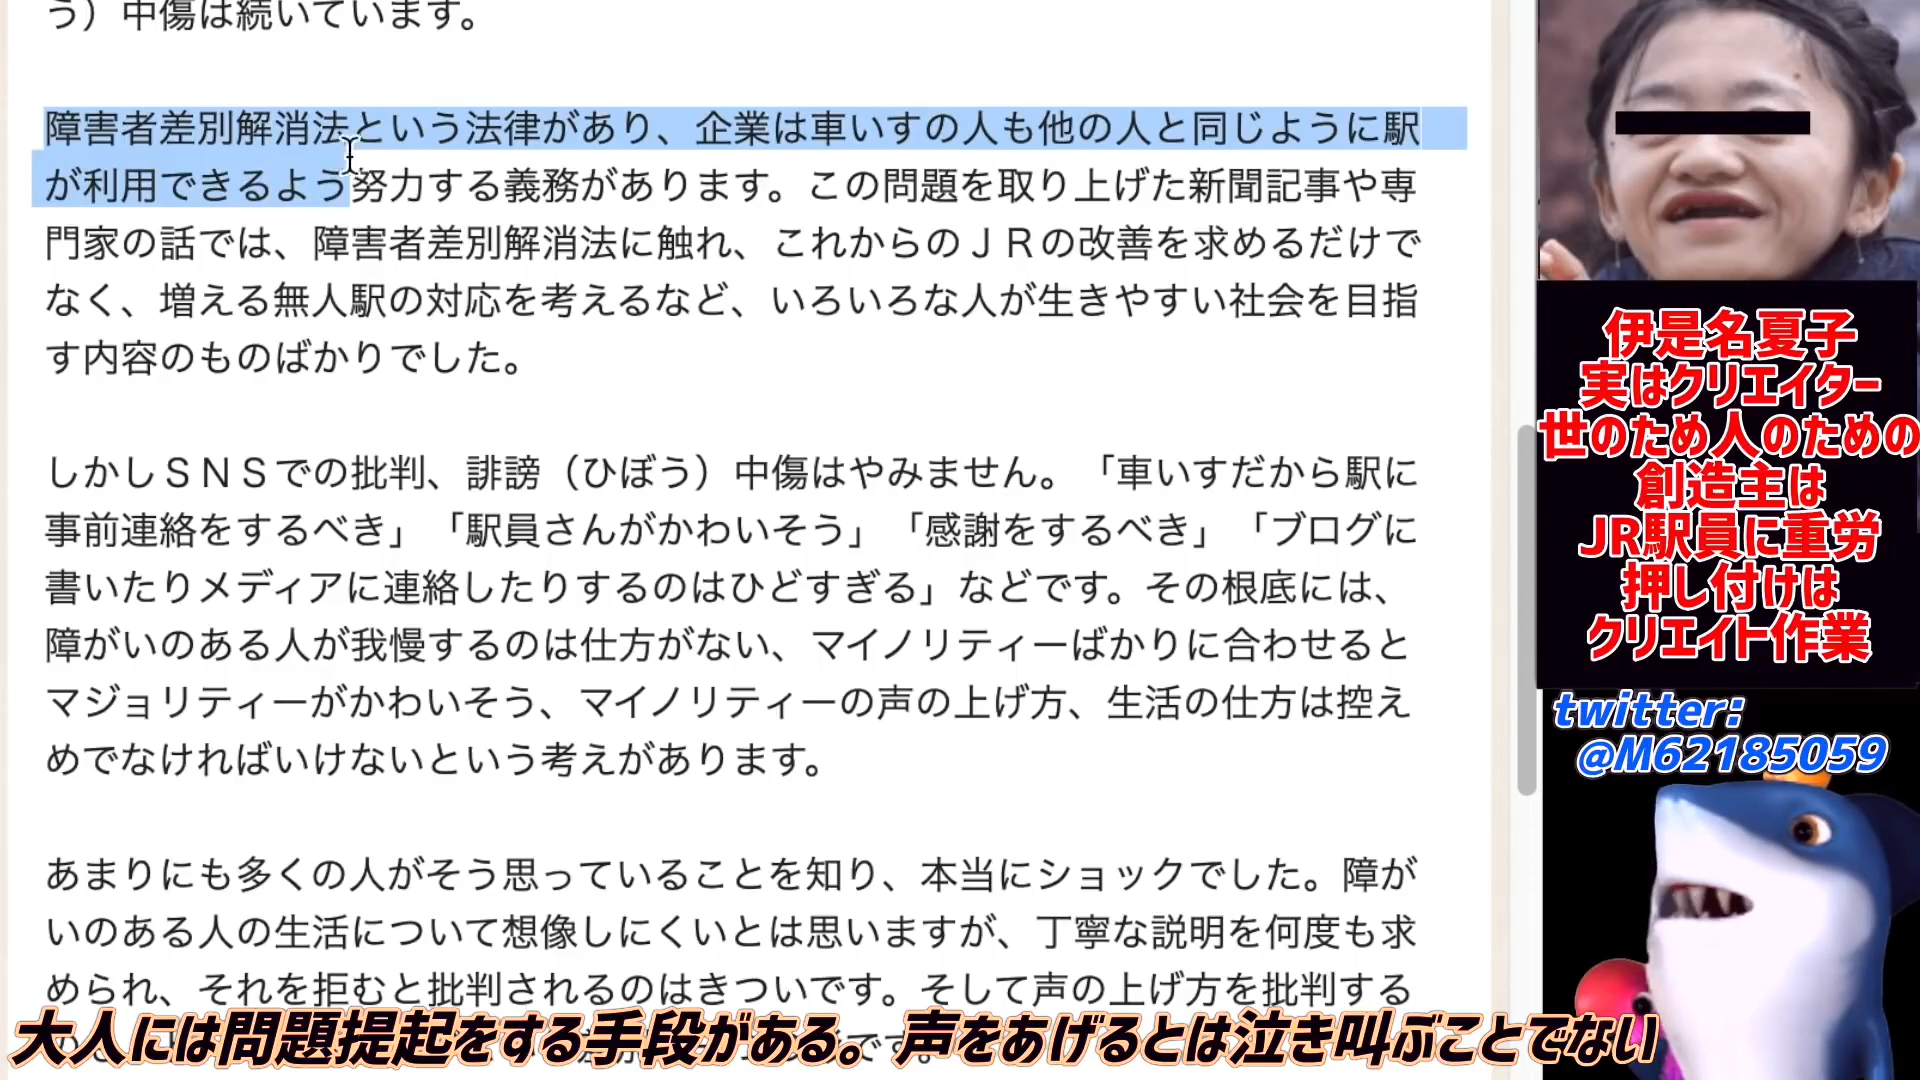 う）中傷は続いています。
障害者差別解消法という法律があり、企業は車いすの人も他の人と同じように駅
が利用できるよう努力する義務があります。この問題を取り上げた新聞記事や専
門家の話では、障害者差別解消法に触れ、これからのＪＲの改善を求めるだけで
なく、増える無人駅の対応を考えるなど、いろいろな人が生きやすい社会を目指
す内容のものばかりでした。
しかしＳＮＳでの批判、誹謗（ひぼう）中傷はやみません。「車いすだから駅に
事前連絡をするべき」「駅員さんがかわいそう」「感謝をするべき」「ブログに
書いたりメディアに連絡したりするのはひどすぎる」などです。その根底には、
障がいのある人が我慢するのは仕方がない、マイノリティーばかりに合わせると
マジョリティーがかわいそう、マイノリティーの声の上げ方、生活の仕方は控え
めでなければいけないという考えがあります。
あまりにも多くの人がそう思っていることを知り、本当にショックでした。障が
いのある人の生活について想像しにくいとは思いますが、丁寧な説明を何度も求
められ、それを拒むと批判されるのはきついです。そして声の上げ方を批判する
大人には問題提起をする手段がある。声をあげるとは泣き叫ぶことでない
伊是名夏子
実はクリエイター
世のため人のための
創造主は
JR駅員に重労
押し付けは
クリエイト作業
twitter:
@M62185059